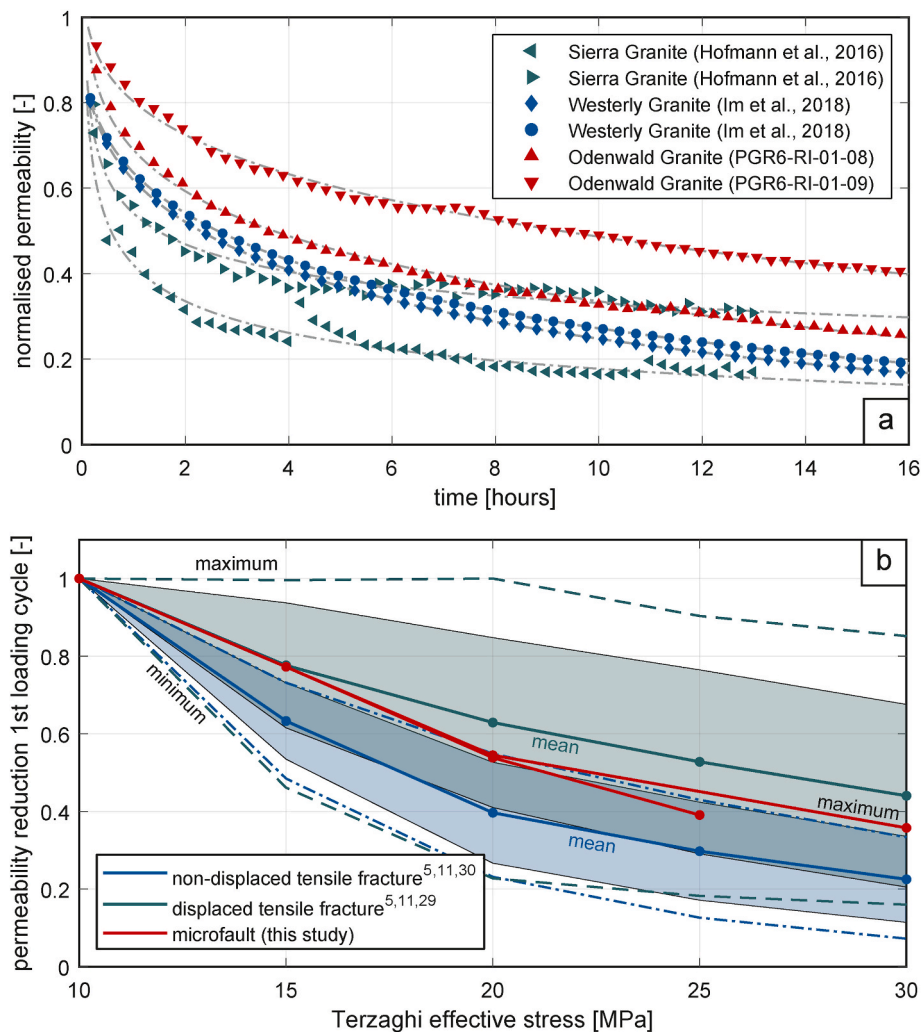 normalised permeability [-]
1
0.8
0.6
0.4
0.2
0
Sierra Granite (Hofmann et al., 2016)
Sierra Granite (Hofmann et al., 2016)
Westerly Granite (Im et al., 2018)
Westerly Granite (Im et al., 2018)
Odenwald Granite (PGR6-RI-01-08)
Odenwald Granite (PGR6-RI-01-09)
a
0 2 4 6 8 10 12 14 16
time [hours]
permeability reduction 1st loading cycle [-]
b
maximum
1
0.8
0.6
0.4
0.2
0
minimum
mean
maximum
mean
non-displaced tensile fracture5,11,30
displaced tensile fracture5,11,29
microfault (this study)
10 15 20 25 30
Terzaghi effective stress [MPa]